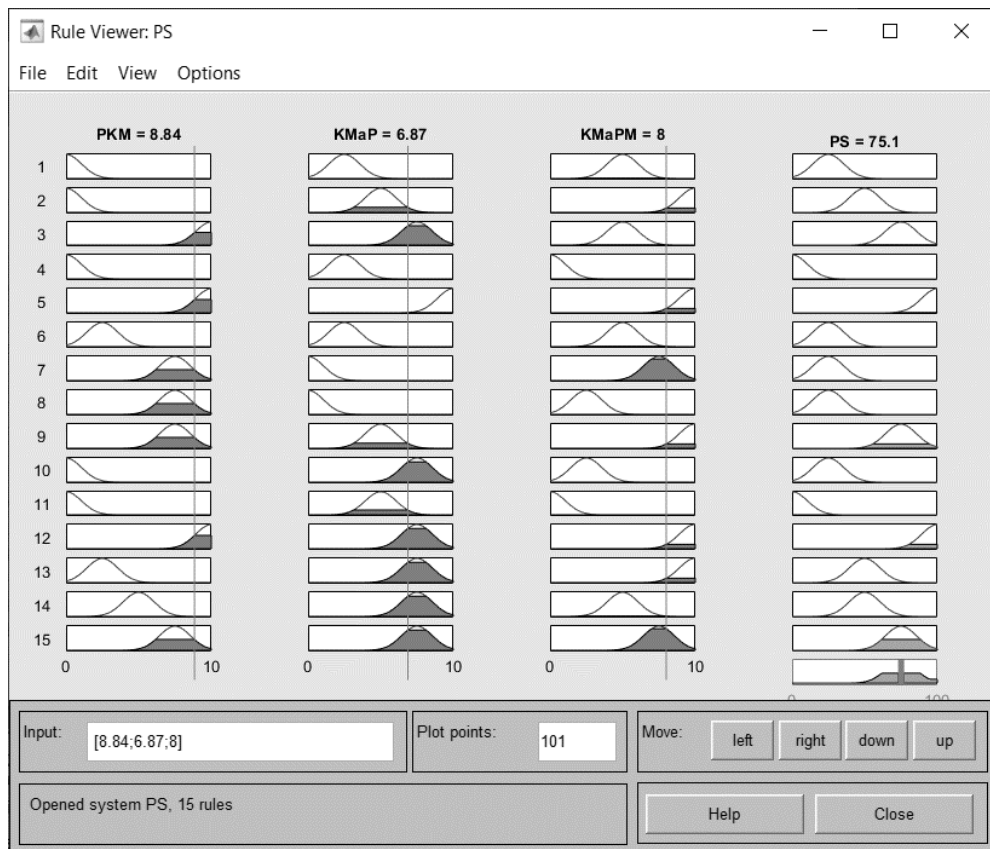 Rule Viewer: PS
File Edit View Options
PKM = 8.84 KMaP = 6.87 KMaPM = 8 PS = 75.1
1
2
3
4
5
6
7
8
9
10
11
12
13
14
15
0 10 0 10 0 10
0 100
Input: [8.84;6.87;8] Plot points: 101 Move: left right down up
Opened system PS, 15 rules Help Close